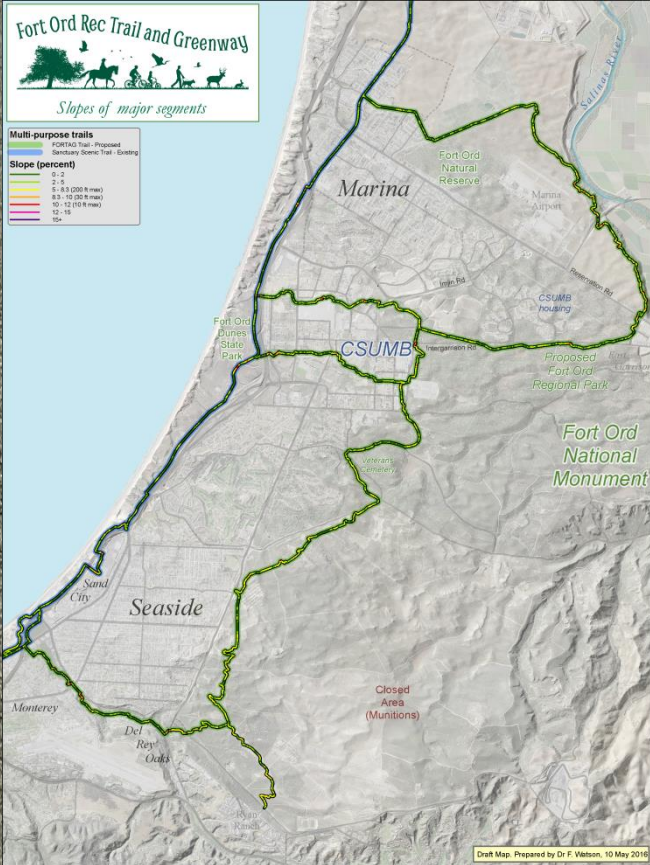 Fort Ord Rec Trail and Greenway
Slopes of major segments
Multi-purpose trails
FORTAG Trail - Proposed
Sanctuary Scenic Trail - Existing
Slope (percent)
0 - 2
2 - 5
5 - 8.3 (200 ft max)
8.3 - 10 (30 ft max)
10 - 12 (10 ft max)
12 - 15
15+
Salinas River
Fort Ord
Natural
Reserve
Marina
Marina
Airport
Reservation Rd
Imjin Rd
CSUMB
housing
Fort Ord
Dunes
State
Park
CSUMB
Intergarrison Rd
Proposed
Fort Ord
Regional Park
East
Garrison
Fort Ord
National
Monument
Veterans
Cemetery
Sand
City
Seaside
Closed
Area
(Munitions)
Monterey
Del
Rey
Oaks
Ryan
Ranch
Draft Map. Prepared by Dr F. Watson, 10 May 2016